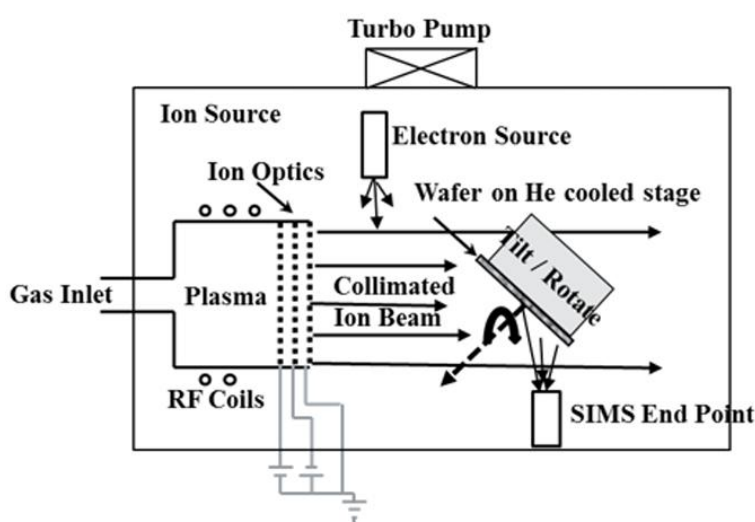 Turbo Pump
Ion Source
Electron Source
Ion Optics
Wafer on He cooled stage
Tilt / Rotate
Gas Inlet
Plasma
Collimated
Ion Beam
RF Coils
SIMS End Point